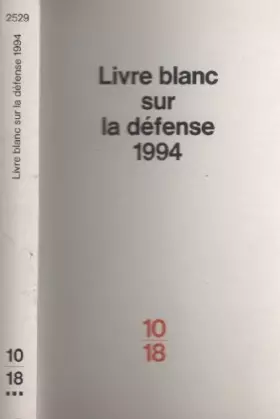 2529
Livre blanc sur la défense 1994
10
18
Livre blanc
sur
la défense
1994
10
18